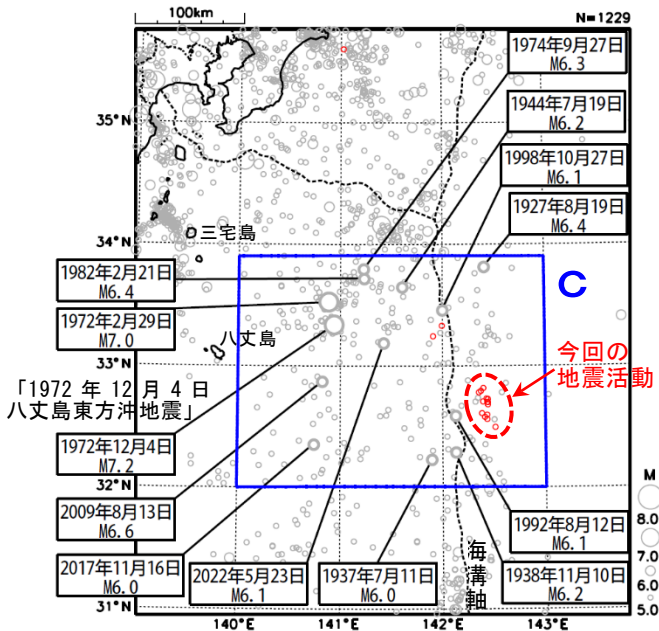 100km
N=1229
1974年9月27日
M6.3
1944年7月19日
M6.2
1998年10月27日
M6.1
1927年8月19日
M6.4
35°N
34°N
33°N
32°N
31°N
三宅島
1982年2月21日
M6.4
1972年2月29日
M7.0
八丈島
C
今回の
地震活動
「1972 年 12 月 4 日
八丈島東方沖地震」
1972年12月4日
M7.2
2009年8月13日
M6.6
2017年11月16日
M6.0
2022年5月23日
M6.1
1937年7月11日
M6.0
海溝軸
1992年8月12日
M6.1
1938年11月10日
M6.2
M
8.0
7.0
6.0
5.0
140°E
141°E
142°E
143°E